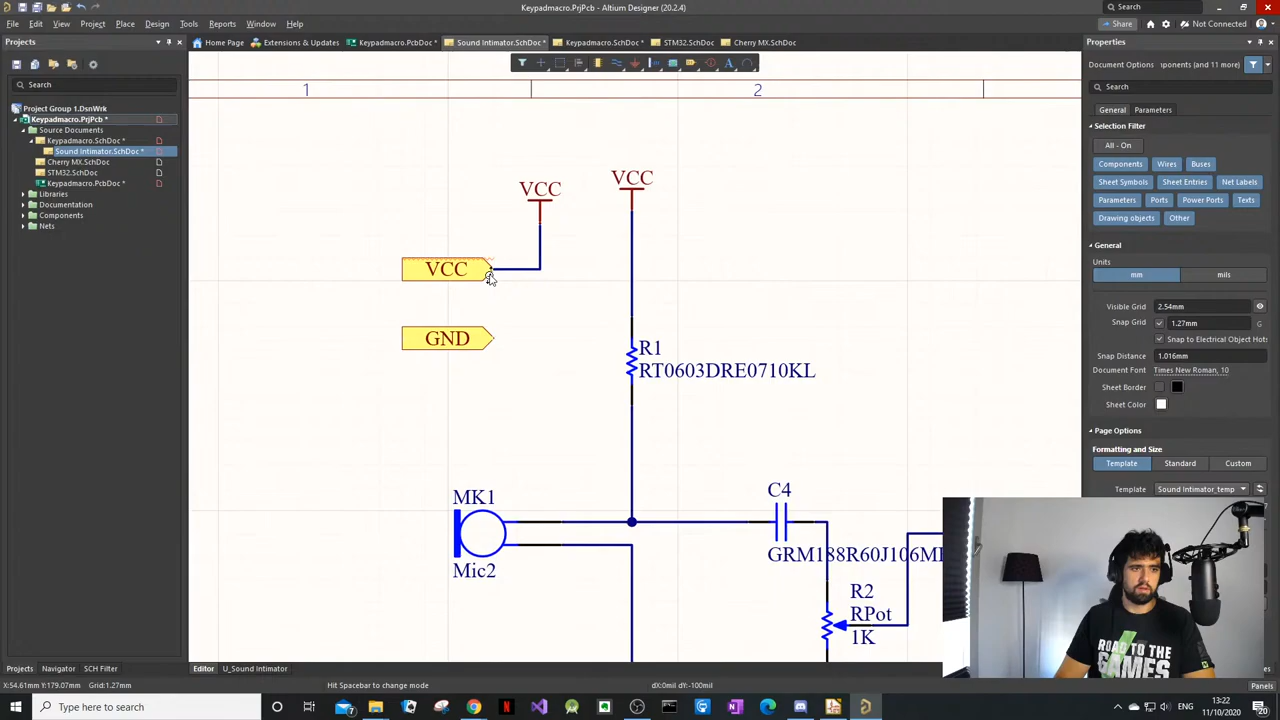 Keypadmacro.PrjPcb - Altium Designer (20.2.4)
Search
File Edit View Project Place Design Tools Reports Window Help
Share Not Connected
Projects
Home Page Extensions & Updates Keypadmacro.PcbDoc * Sound Intimator.SchDoc * Keypadmacro.SchDoc * STM32.SchDoc Cherry MX.SchDoc
Properties
Document Options ponents (and 11 more)
Search
Search
1 2
Project Group 1.DsnWrk
Keypadmacro.PrjPcb *
Source Documents
Keypadmacro.SchDoc *
Sound Intimator.SchDoc *
Cherry MX.SchDoc
STM32.SchDoc
Keypadmacro.PcbDoc *
Libraries
Documentation
Components
Nets
VCC
VCC
VCC
GND
R1
RT0603DRE0710KL
MK1
Mic2
C4
GRM188R60J106M
R2
RPot
1K
General Parameters
Selection Filter
All - On
Components Wires Buses
Sheet Symbols Sheet Entries Net Labels
Parameters Ports Power Ports Texts
Drawing objects Other
General
Units
mm mils
Visible Grid 2.54mm
Snap Grid 1.27mm G
Snap to Electrical Object Hots
Snap Distance 1.016mm
Document Font Times New Roman, 10
Sheet Border
Sheet Color
Page Options
Formatting and Size
Template Standard Custom
Template Sound Intimator_temp
ROAD TO THE
GAMES
Projects Navigator SCH Filter
Editor U_Sound Intimator
X:54.61mm Y:179.07mm Grid:1.27mm
Hit Spacebar to change mode
dX:0mil dY:-100mil
Panels
Type here to search
ENG
13:22
11/10/2020